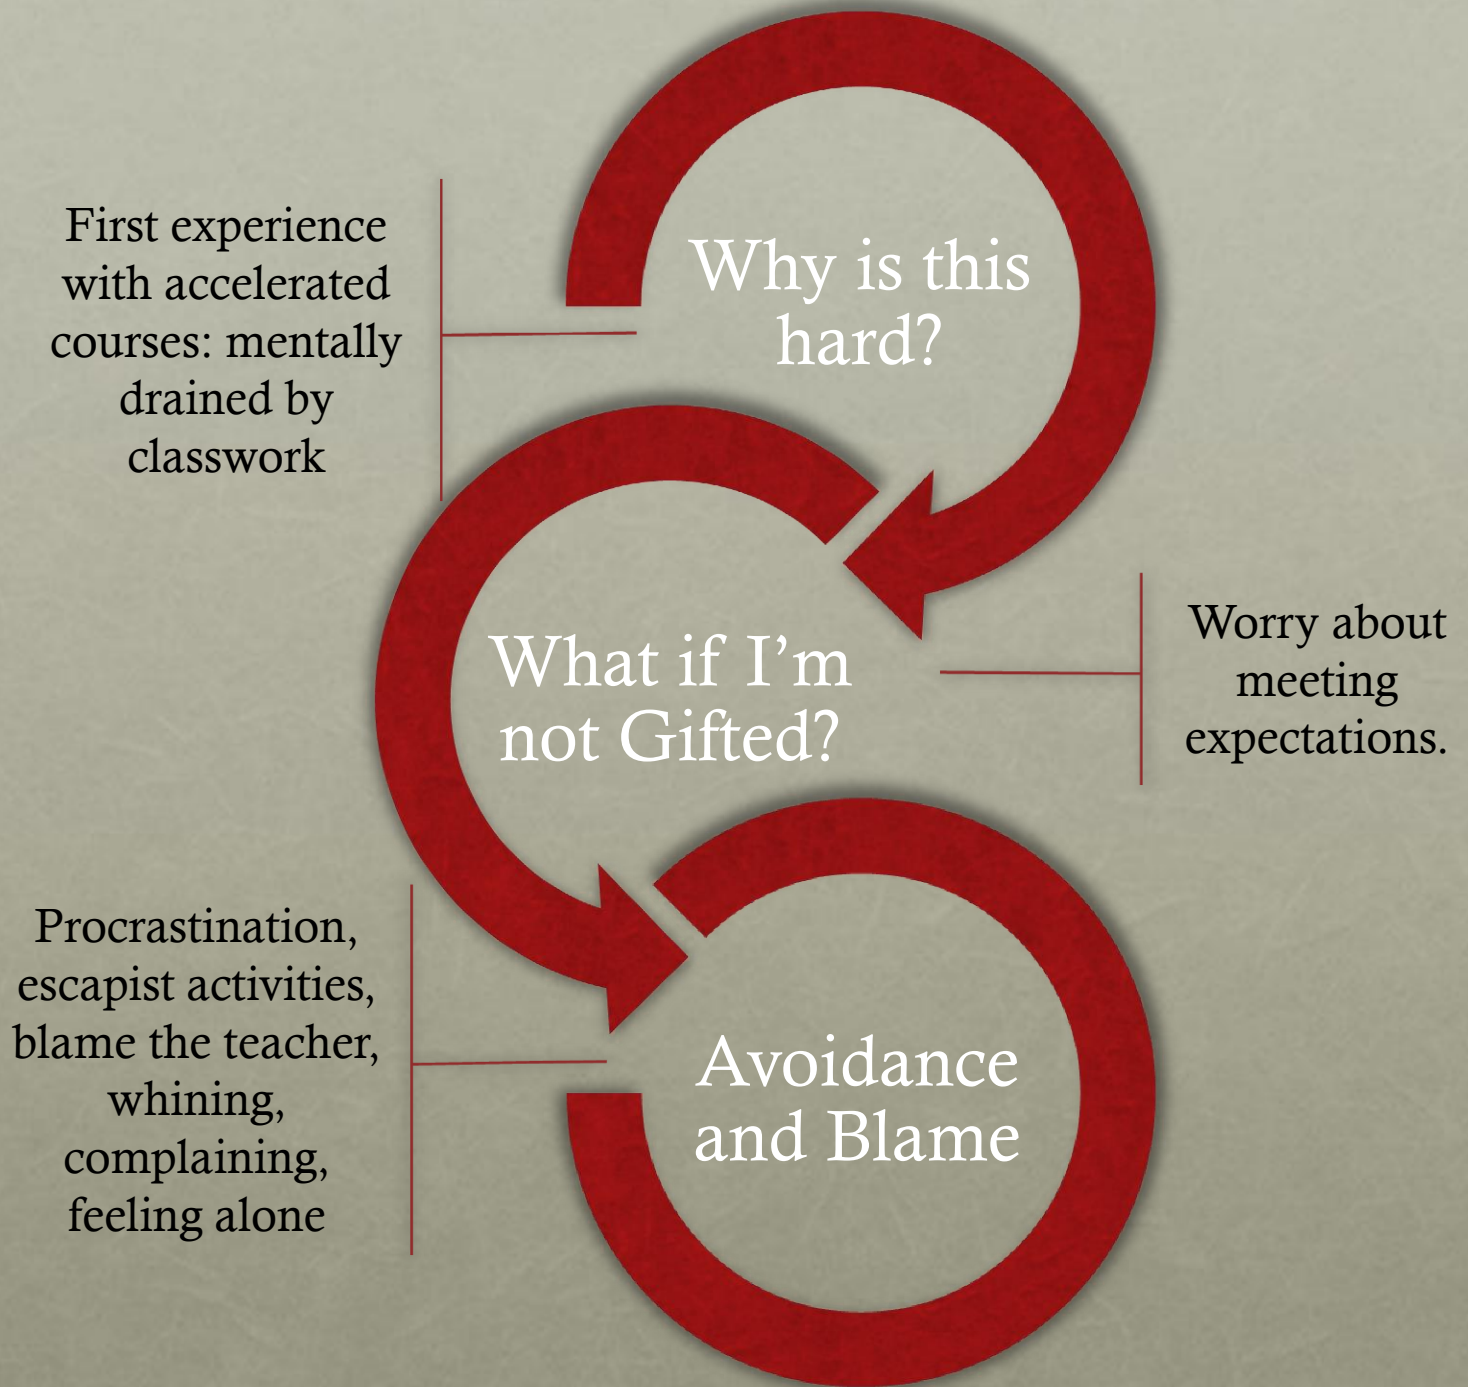 First experience
with accelerated
courses: mentally
drained by
classwork
Why is this
hard?
What if I’m
not Gifted?
Worry about
meeting
expectations.
Procrastination,
escapist activities,
blame the teacher,
whining,
complaining,
feeling alone
Avoidance
and Blame